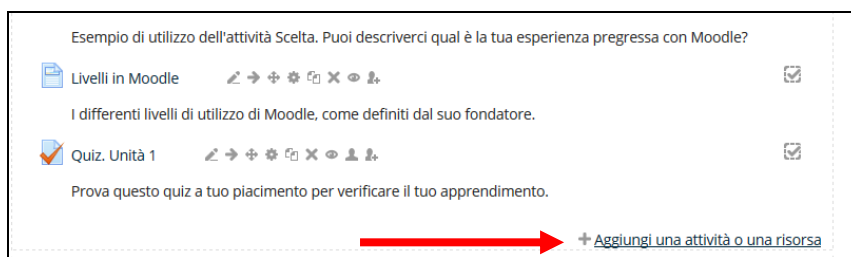 Esempio di utilizzo dell'attività Scelta. Puoi descriverci qual è la tua esperienza pregressa con Moodle?
Livelli in Moodle
I differenti livelli di utilizzo di Moodle, come definiti dal suo fondatore.
Quiz. Unità 1
Prova questo quiz a tuo piacimento per verificare il tuo apprendimento.
Aggiungi una attività o una risorsa